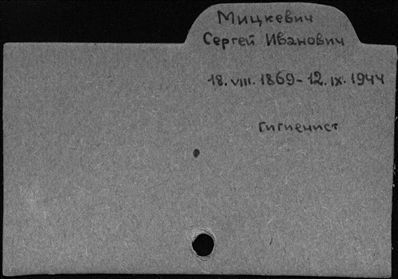 Мицкевич
Сергей Иванович
18.VIII.1869-12.IX.1944
Гигиенист